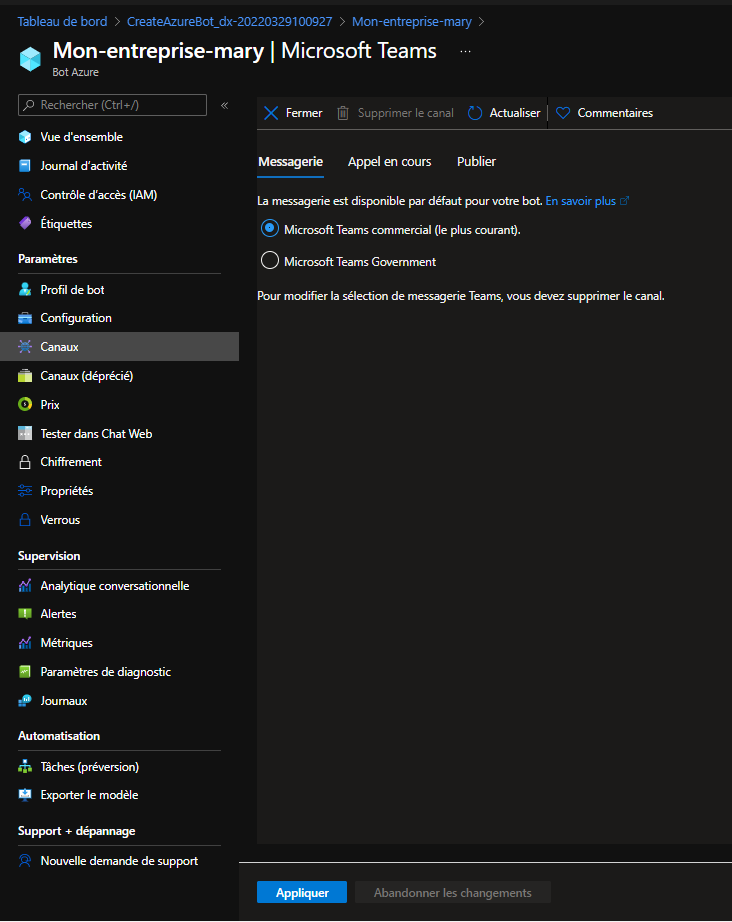 Tableau de bord > CreateAzureBot_dx-20220329100927 > Mon-entreprise-mary >
Mon-entreprise-mary | Microsoft Teams ...
Bot Azure
Rechercher (Ctrl+/) «
Vue d'ensemble
Journal d'activité
Contrôle d'accès (IAM)
Étiquettes
Paramètres
Profil de bot
Configuration
Canaux
Canaux (déprécié)
Prix
Tester dans Chat Web
Chiffrement
Propriétés
Verrous
Supervision
Analytique conversationnelle
Alertes
Métriques
Paramètres de diagnostic
Journaux
Automatisation
Tâches (préversion)
Exporter le modèle
Support + dépannage
Nouvelle demande de support
Fermer Supprimer le canal Actualiser Commentaires
Messagerie Appel en cours Publier
La messagerie est disponible par défaut pour votre bot. En savoir plus
Microsoft Teams commercial (le plus courant).
Microsoft Teams Government
Pour modifier la sélection de messagerie Teams, vous devez supprimer le canal.
Appliquer Abandonner les changements